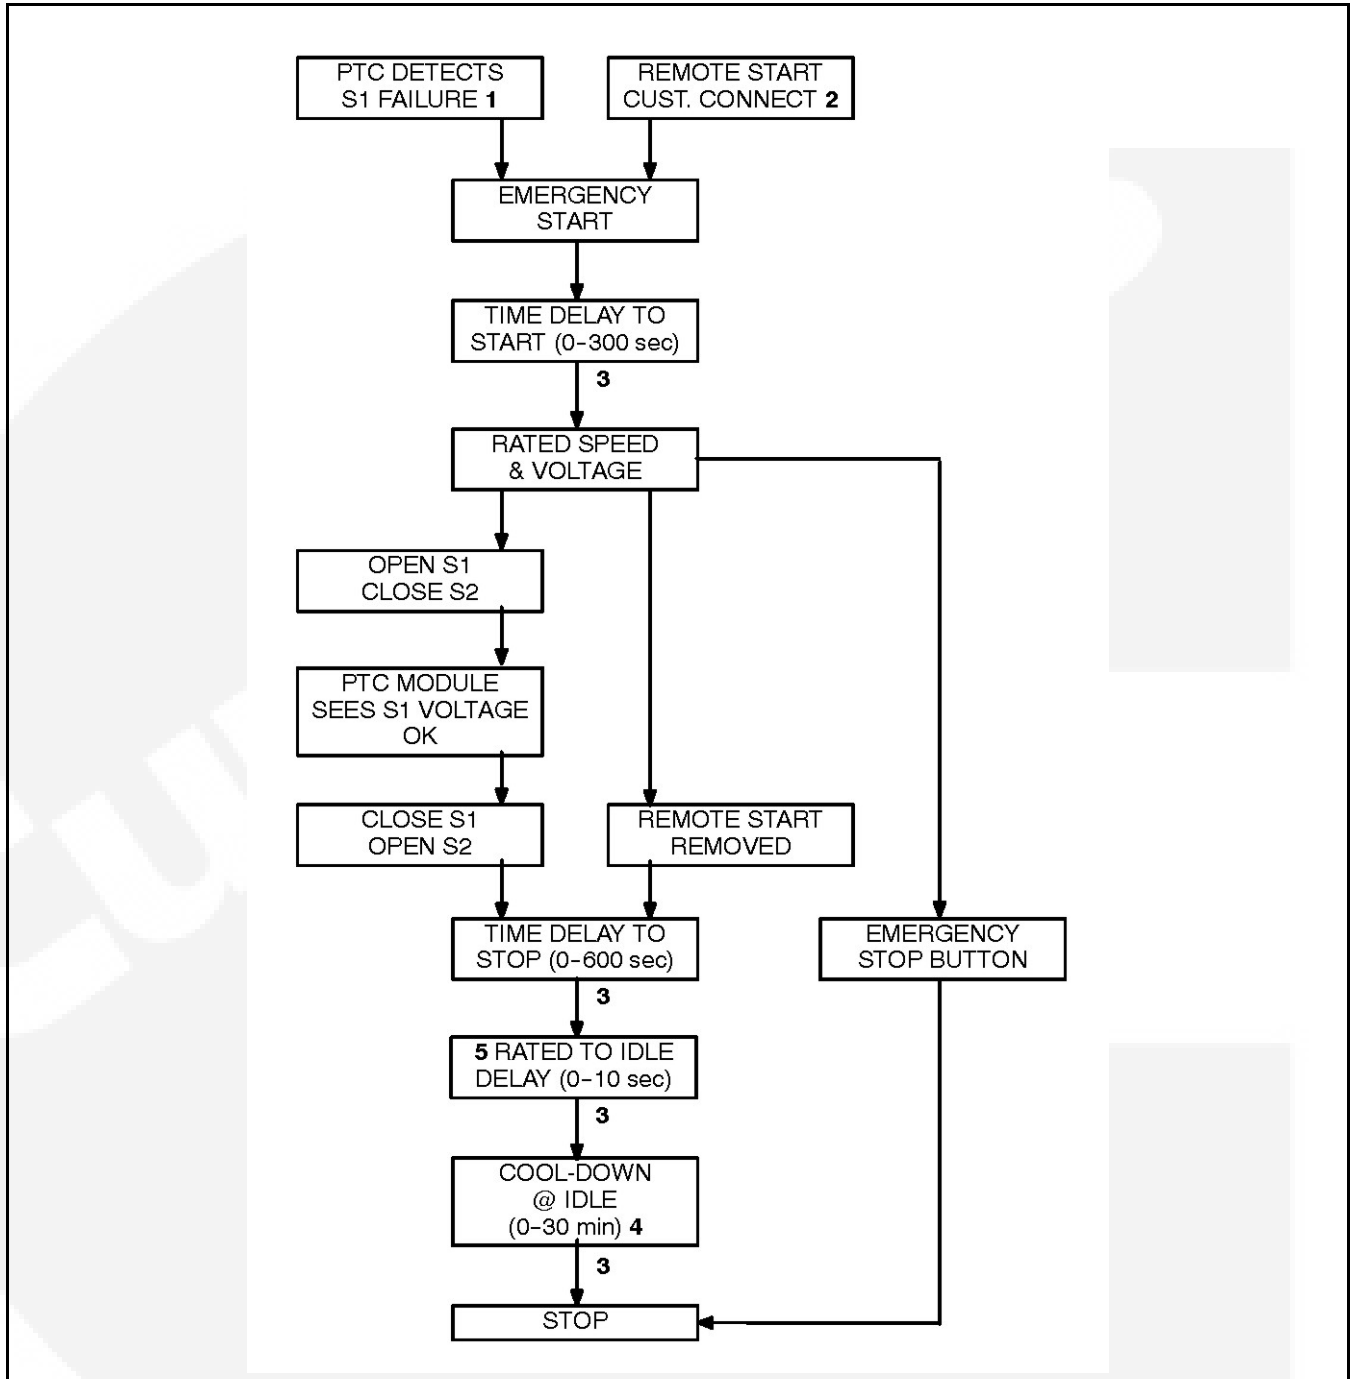 PTC DETECTS
S1 FAILURE 1
REMOTE START
CUST. CONNECT 2
EMERGENCY
START
TIME DELAY TO
START (0-300 sec)
3
RATED SPEED
& VOLTAGE
OPEN S1
CLOSE S2
PTC MODULE
SEES S1 VOLTAGE
OK
CLOSE S1
OPEN S2
REMOTE START
REMOVED
TIME DELAY TO
STOP (0-600 sec)
EMERGENCY
STOP BUTTON
3
5 RATED TO IDLE
DELAY (0-10 sec)
3
COOL-DOWN
@ IDLE
(0-30 min) 4
3
STOP